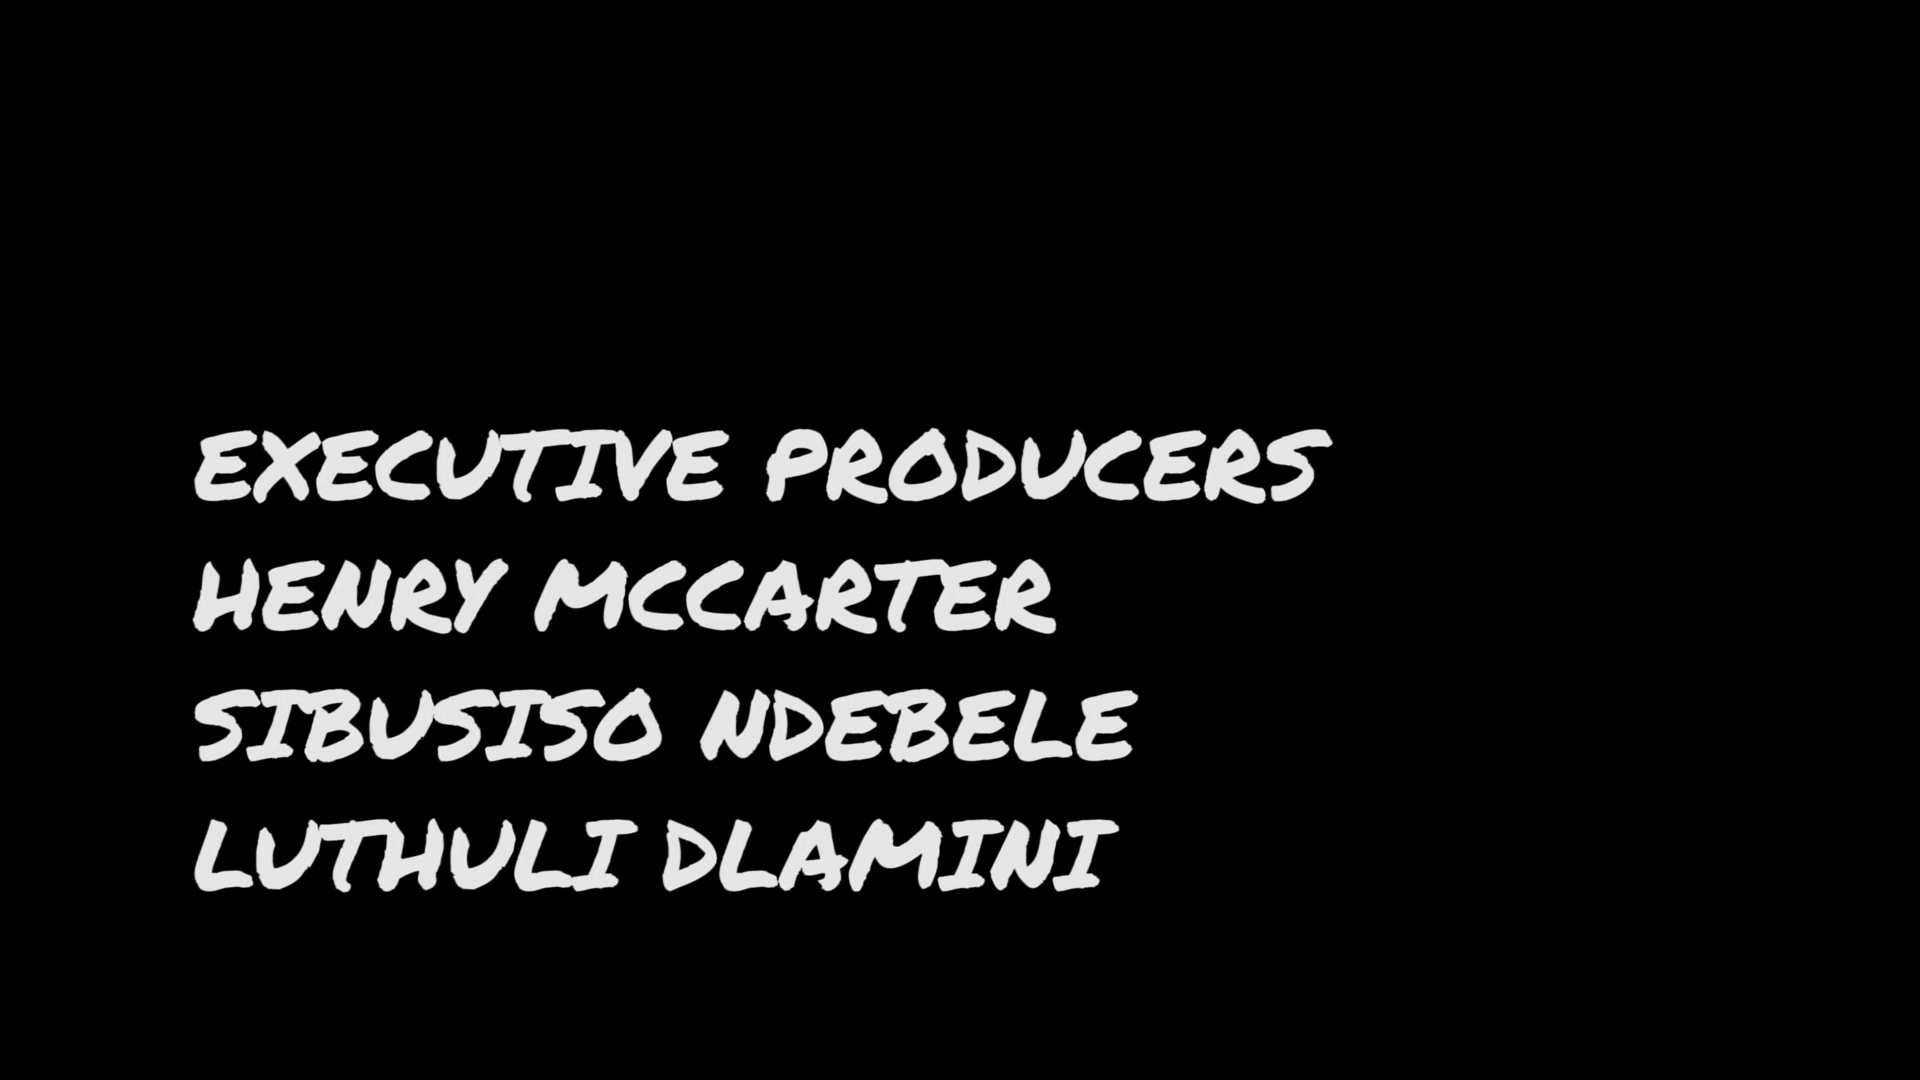 EXECUTIVE PRODUCERS
HENRY MCCARTER
SIBUSISO NDEBELE
LUTHULI DLAMINI